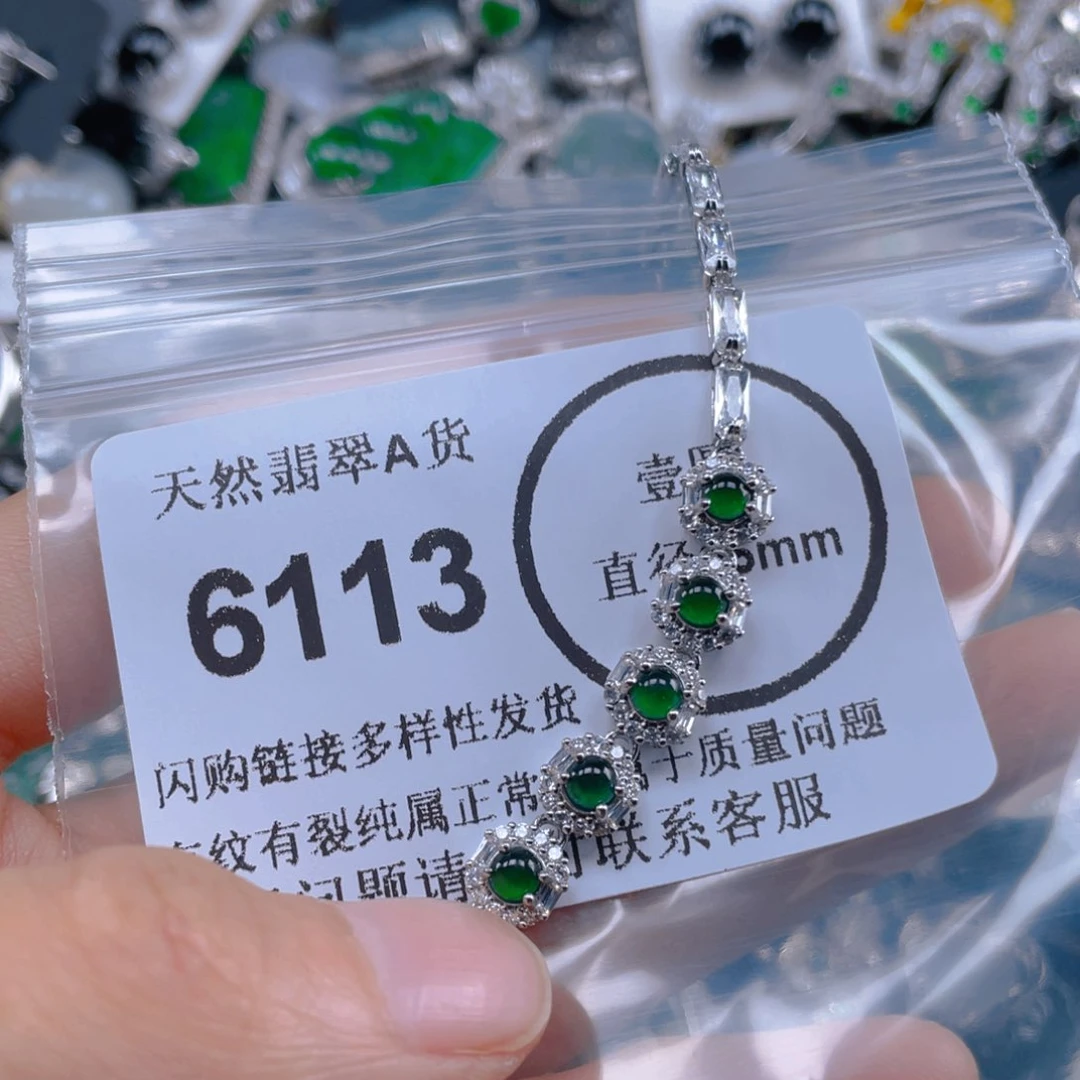 天然翡翠A货
6113
壹
直径 5mm
闪购链接多样性发货
纹有裂纯属正常 于质量问题
问题请 联系客服